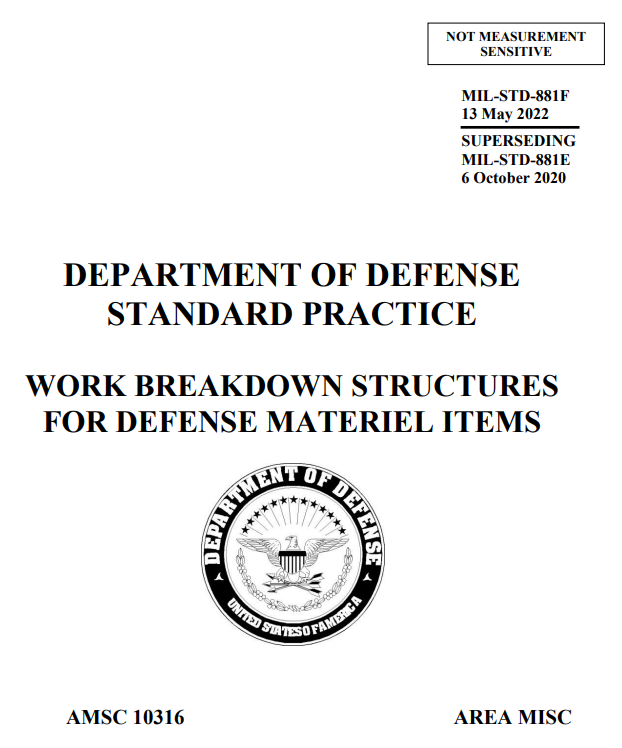 NOT MEASUREMENT
SENSITIVE
MIL-STD-881F
13 May 2022
SUPERSEDING
MIL-STD-881E
6 October 2020
DEPARTMENT OF DEFENSE
STANDARD PRACTICE
WORK BREAKDOWN STRUCTURES
FOR DEFENSE MATERIEL ITEMS
DEPARTMENT OF DEFENSE
UNITED STATES OF AMERICA
AMSC 10316
AREA MISC